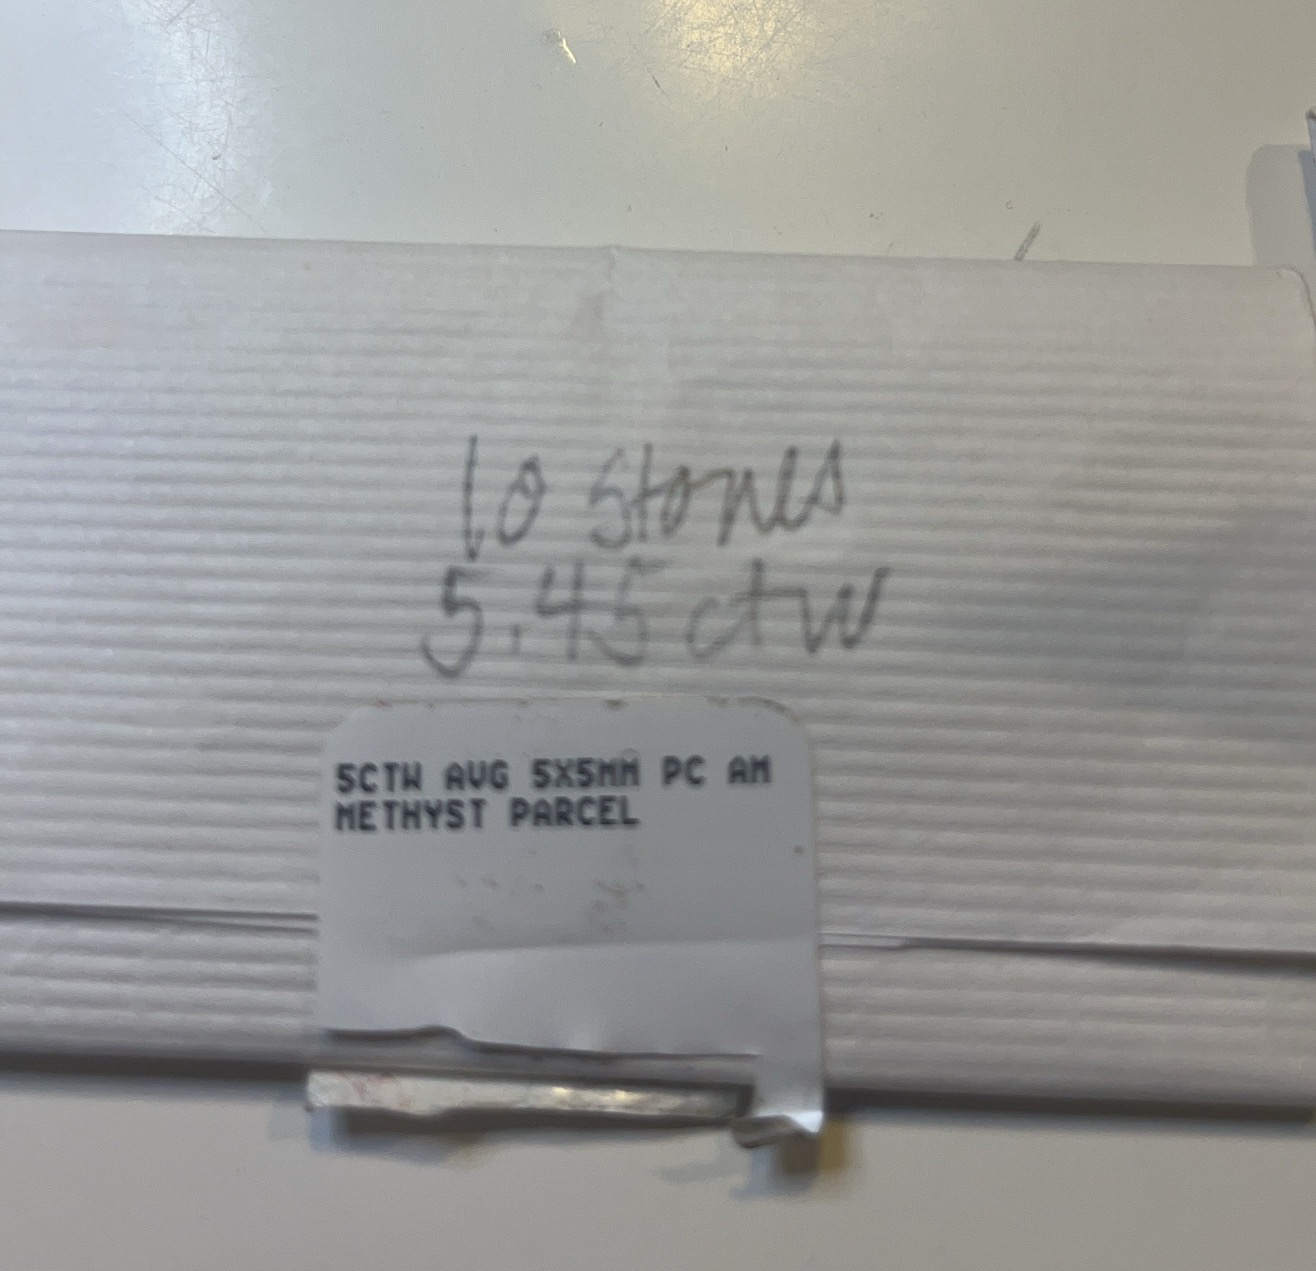 10 stones
5.45 ctw
5CTW AVG 5X5MM PC AM
METHYST PARCEL